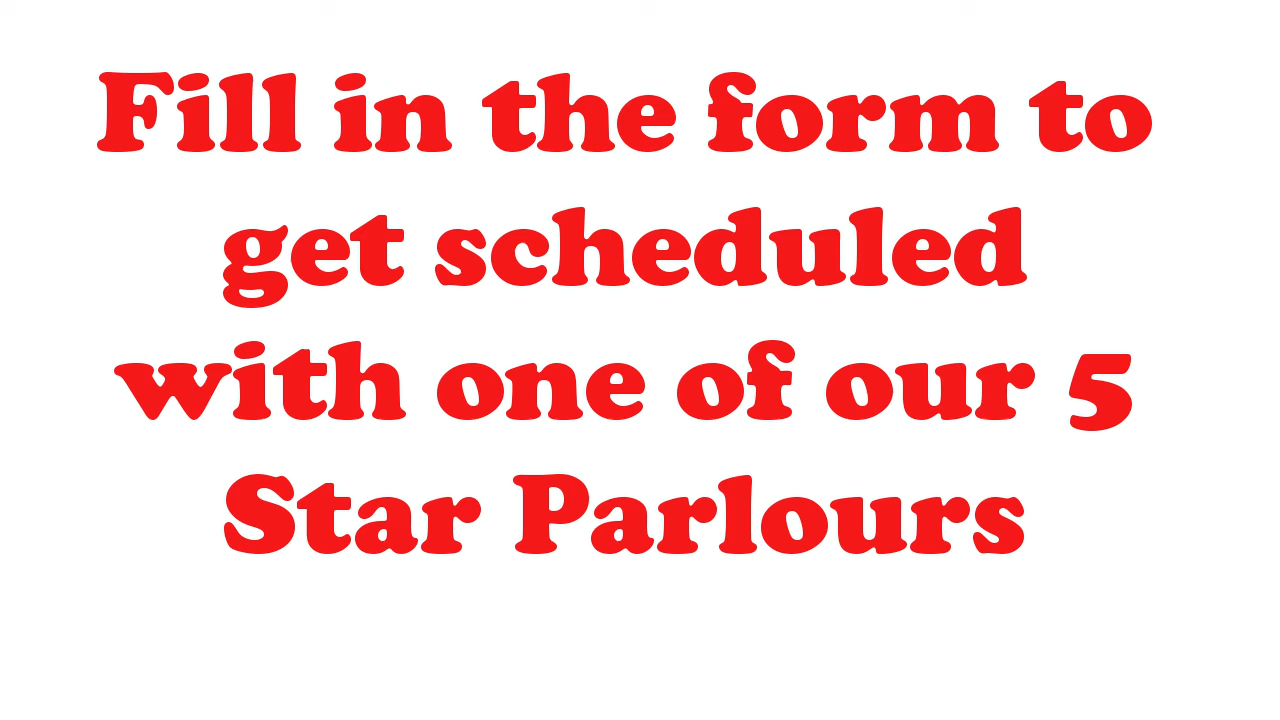 Fill in the form to
get scheduled
with one of our 5
Star Parlours